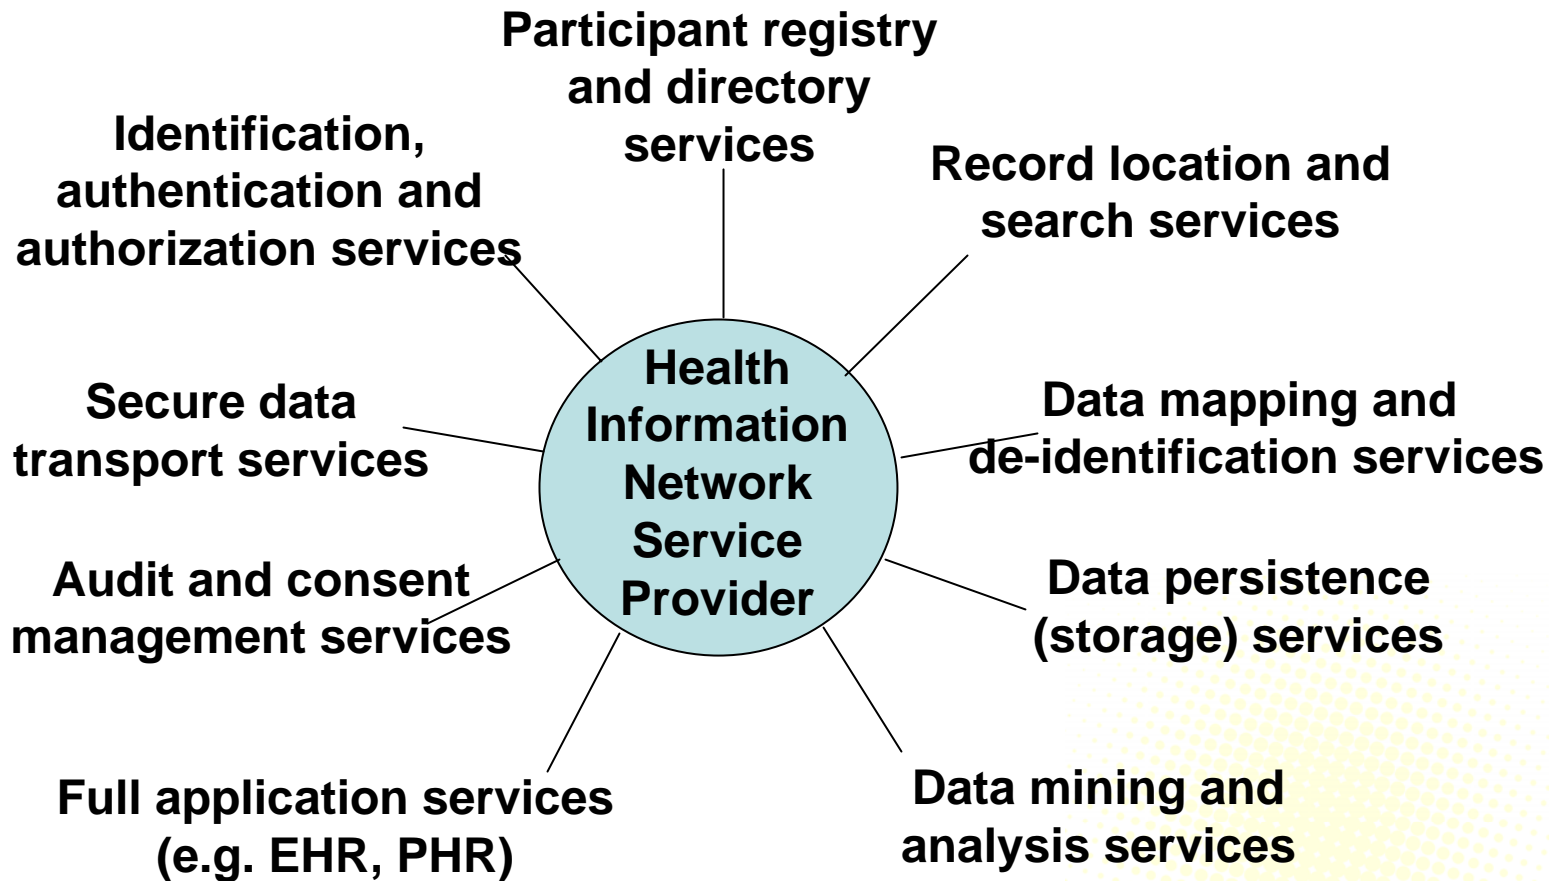 Participant registry
and directory
services
Identification,
authentication and
authorization services
Record location and
search services
Health
Information
Network
Service
Provider
Secure data
transport services
Data mapping and
de-identification services
Audit and consent
management services
Data persistence
(storage) services
Full application services
(e.g. EHR, PHR)
Data mining and
analysis services